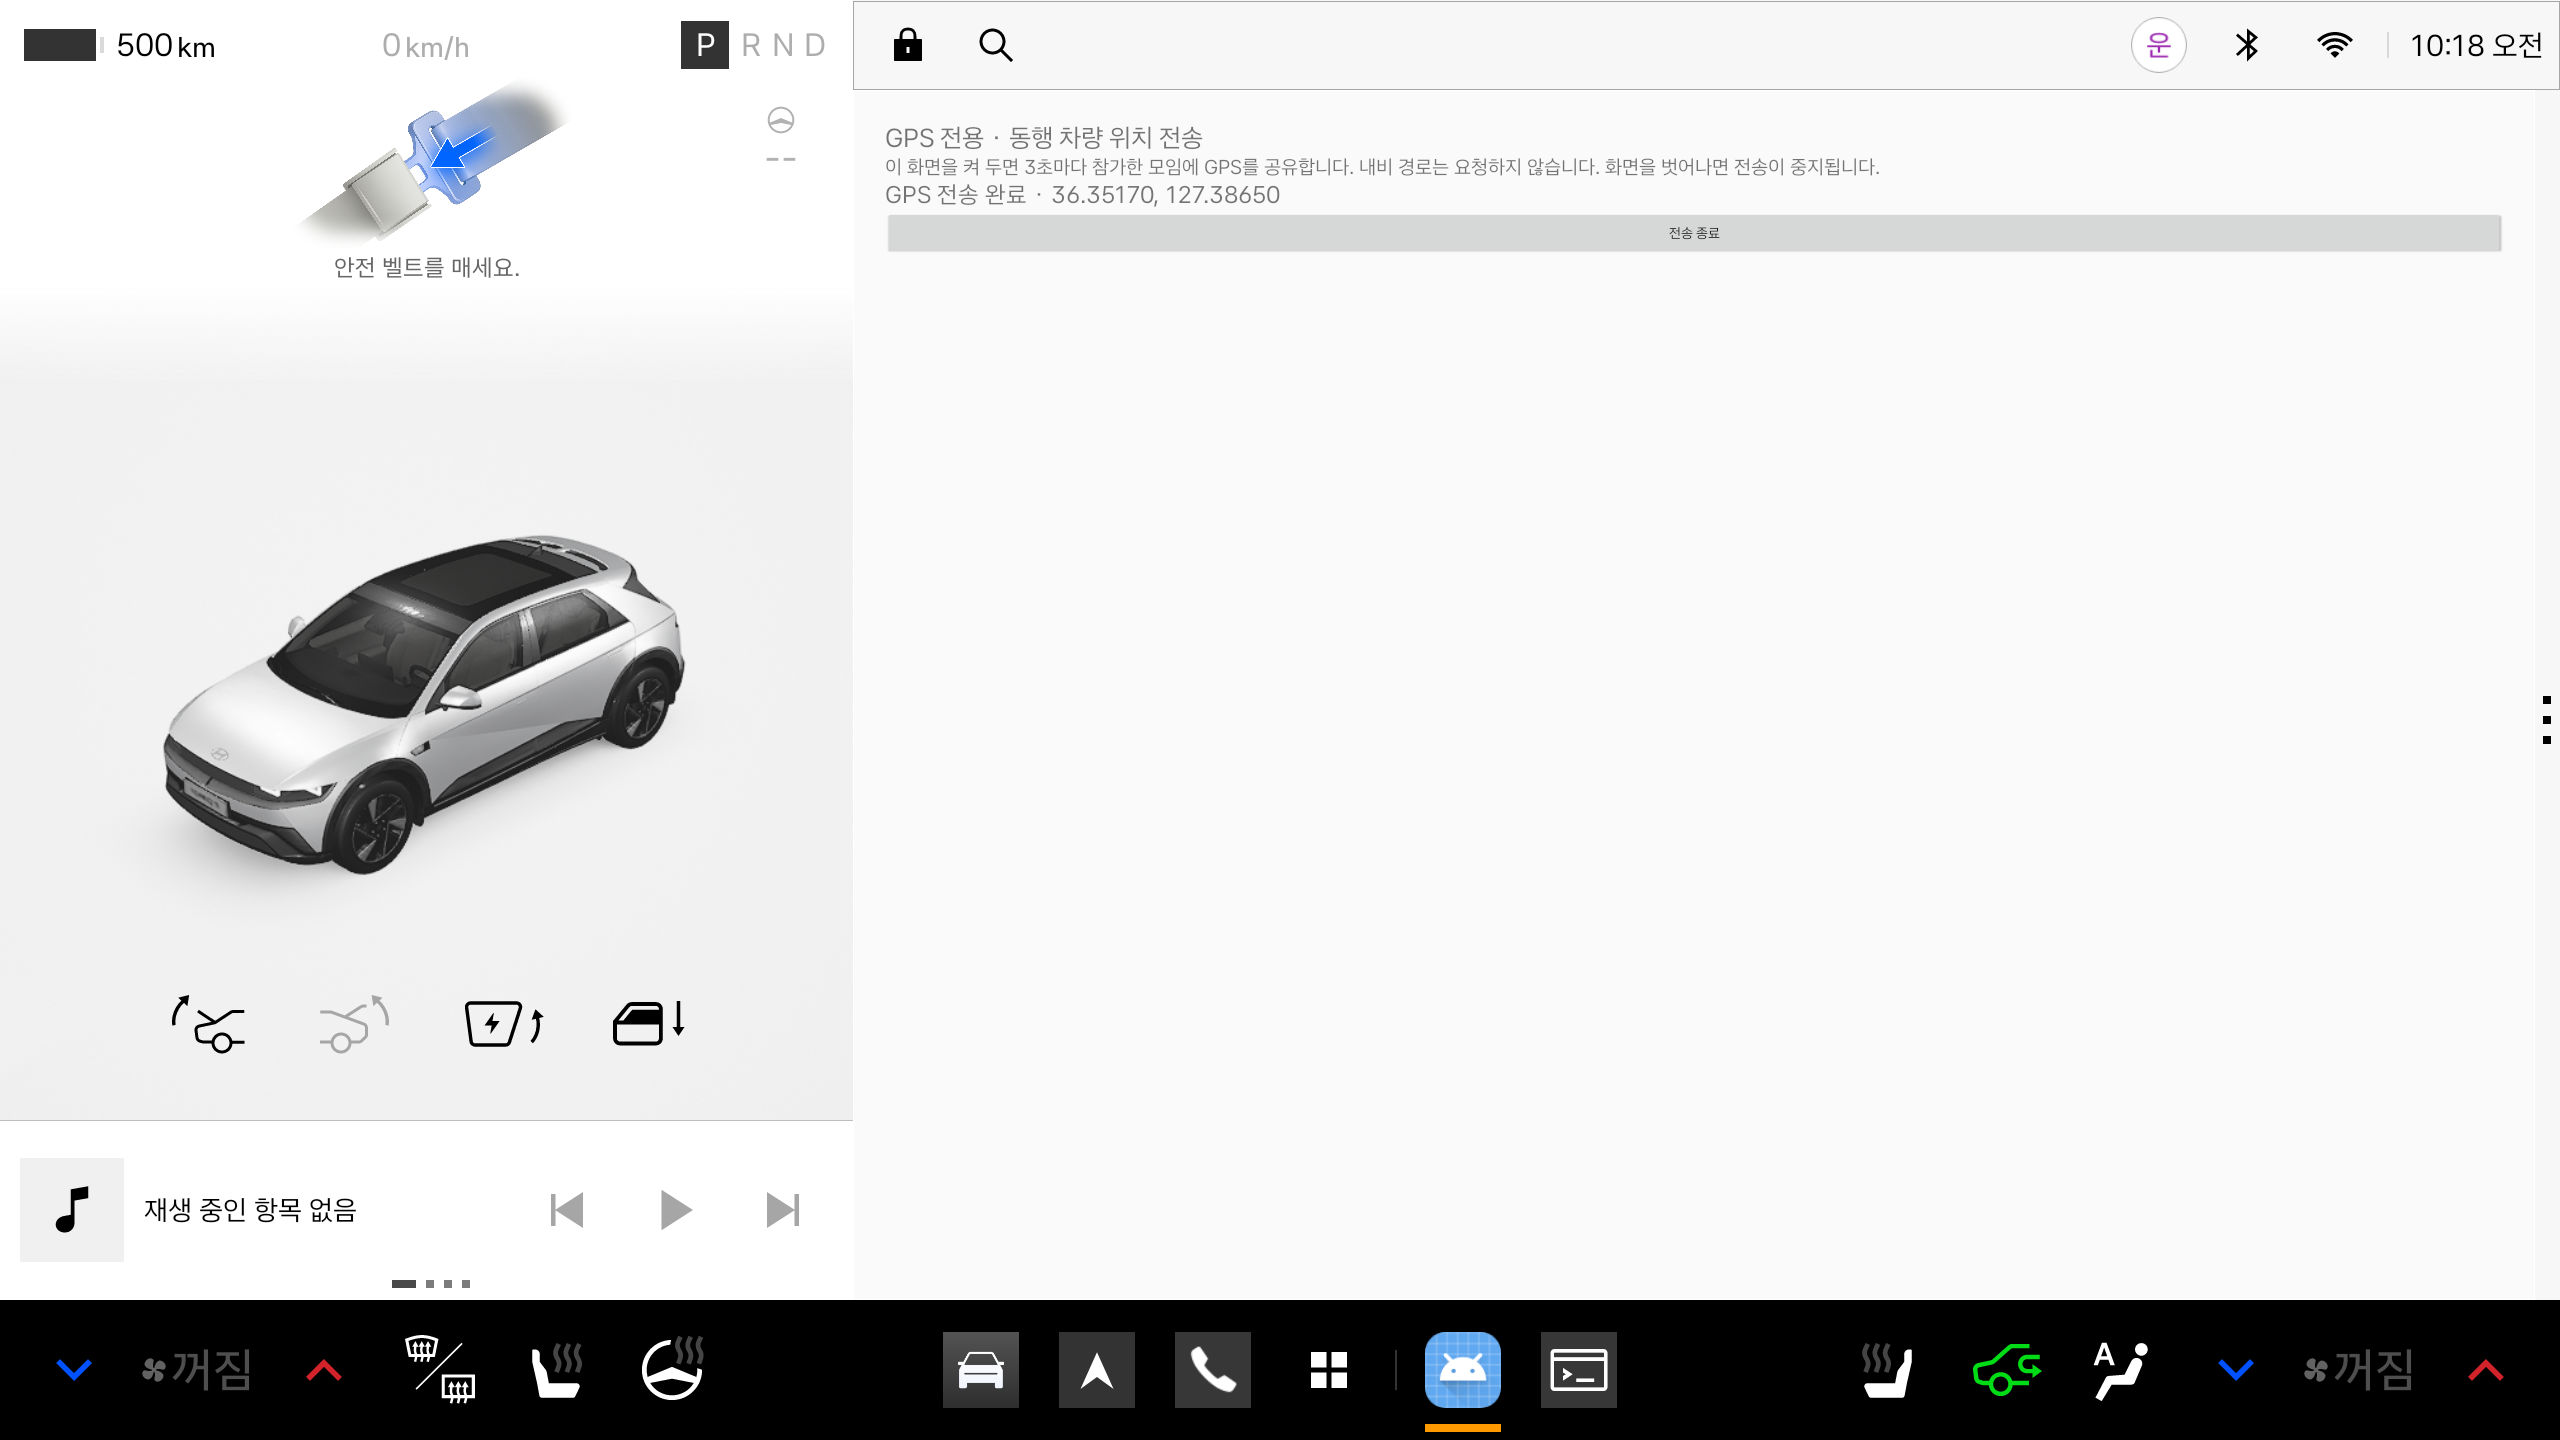 500 km
0 km/h
P R N D
10:18 오전
운
안전 벨트를 매세요.
GPS 전용 · 동행 차량 위치 전송
이 화면을 켜 두면 3초마다 참가한 모임에 GPS를 공유합니다. 내비 경로는 요청하지 않습니다. 화면을 벗어나면 전송이 중지됩니다.
GPS 전송 완료 · 36.35170, 127.38650
전송 종료
재생 중인 항목 없음
꺼짐
A
꺼짐